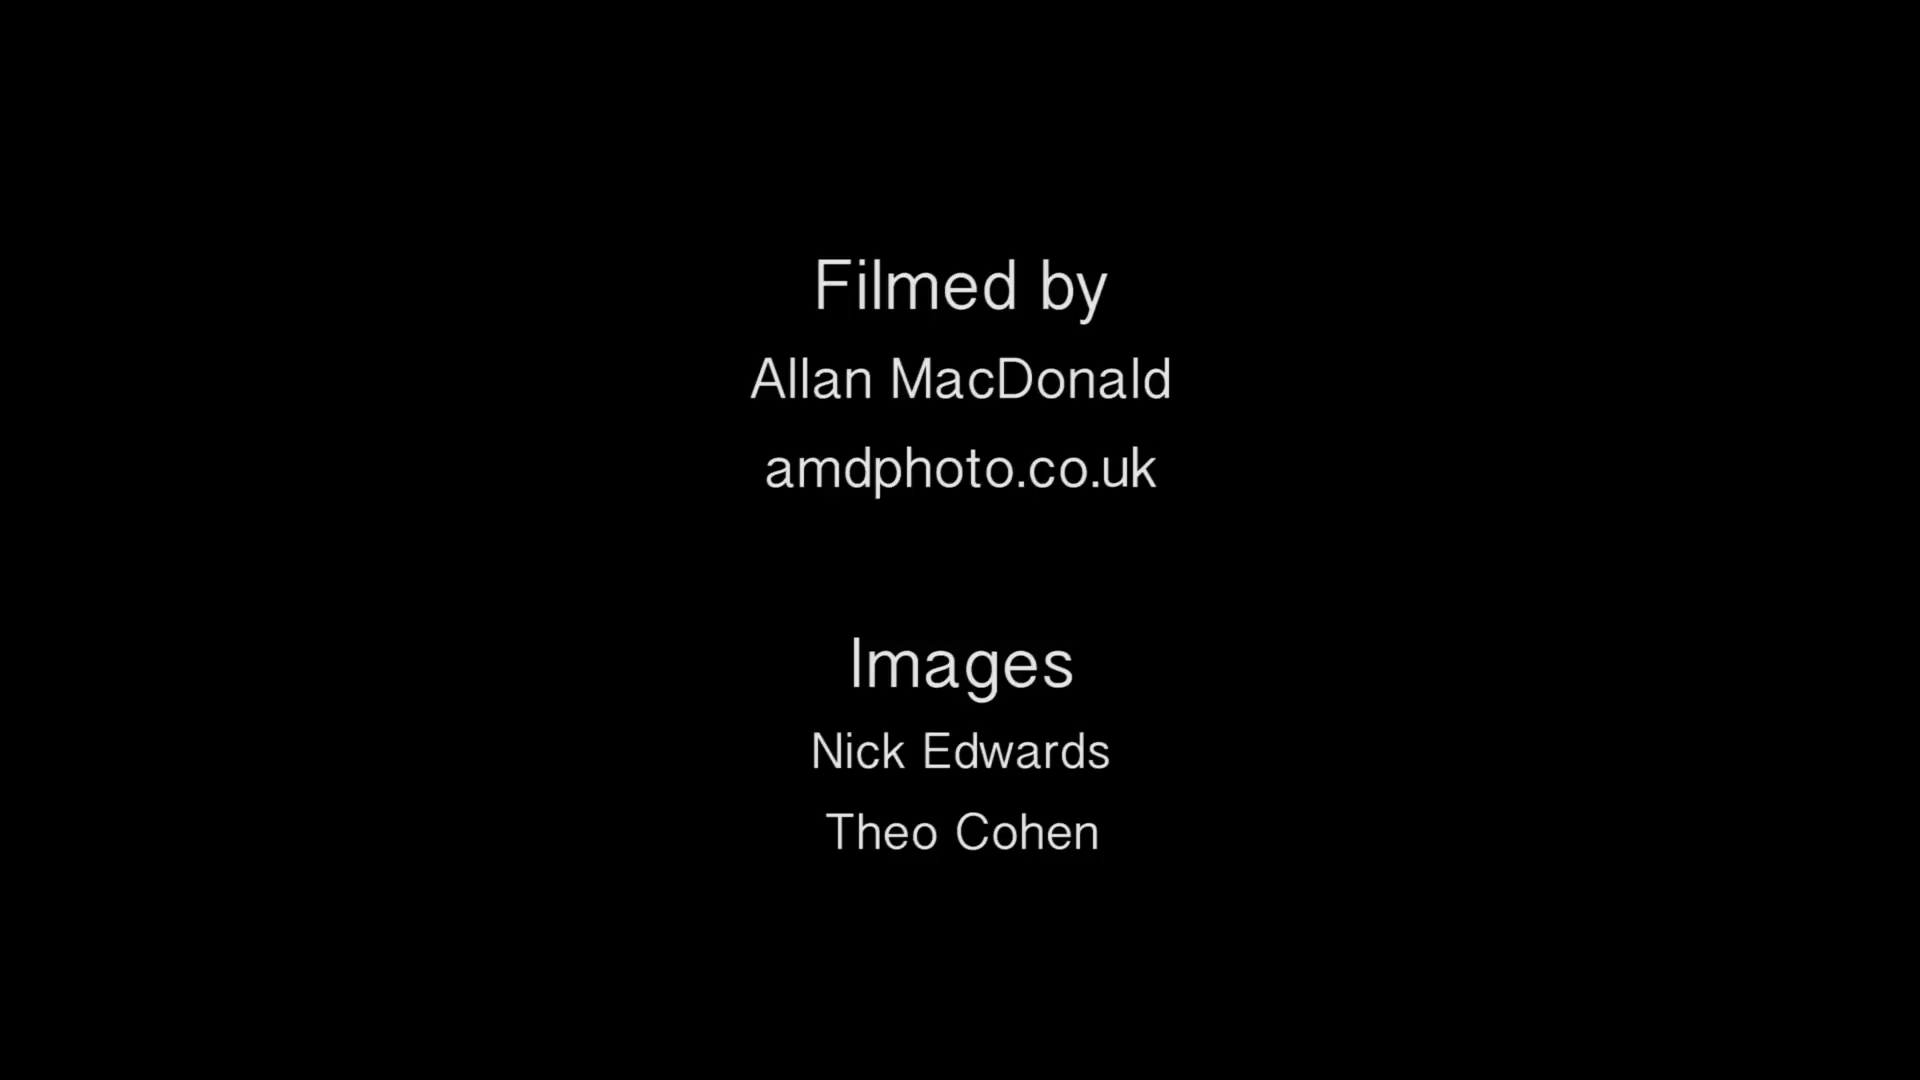 Filmed by
Allan MacDonald
amdphoto.co.uk
Images
Nick Edwards
Theo Cohen